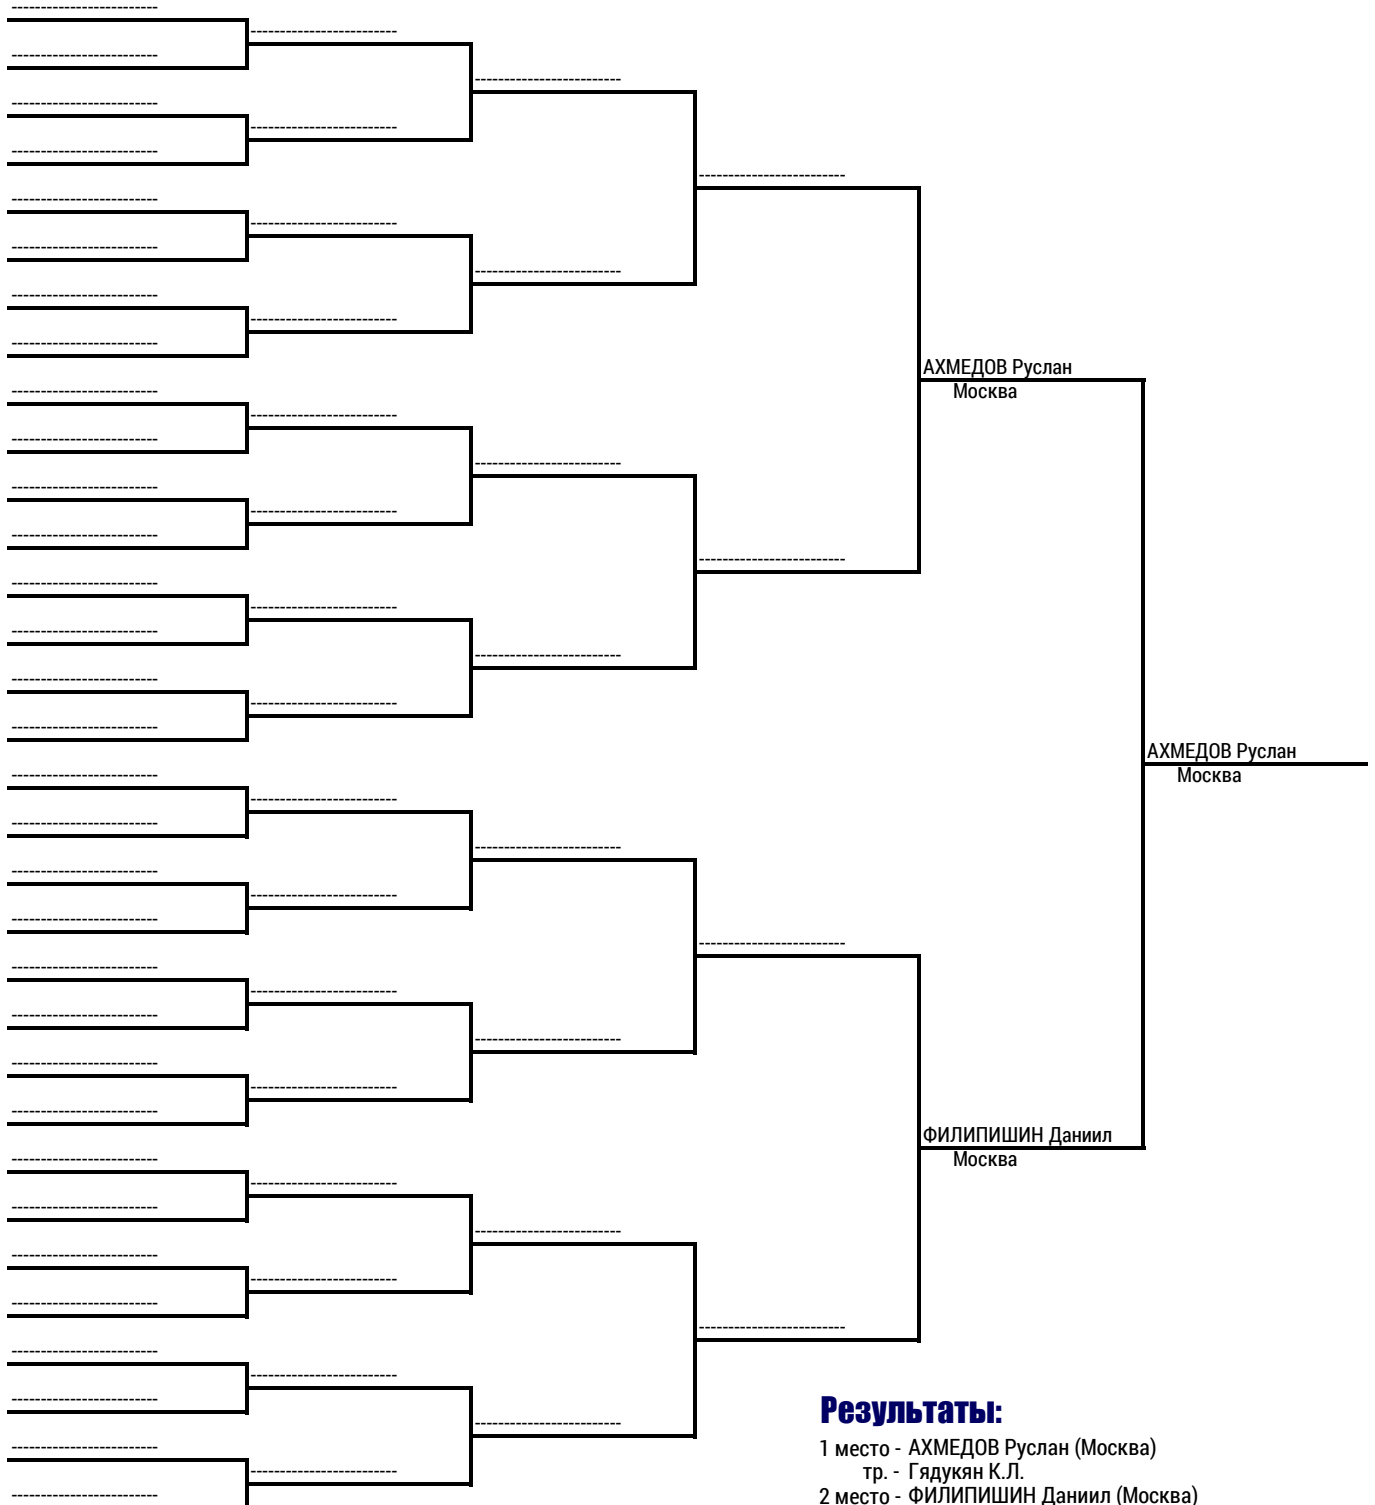 АХМЕДОВ Руслан
Москва
АХМЕДОВ Руслан
Москва
ФИЛИПИШИН Даниил
Москва
Результаты:
1 место - АХМЕДОВ Руслан (Москва)
тр. - Гядукян К.Л.
2 место - ФИЛИПИШИН Даниил (Москва)